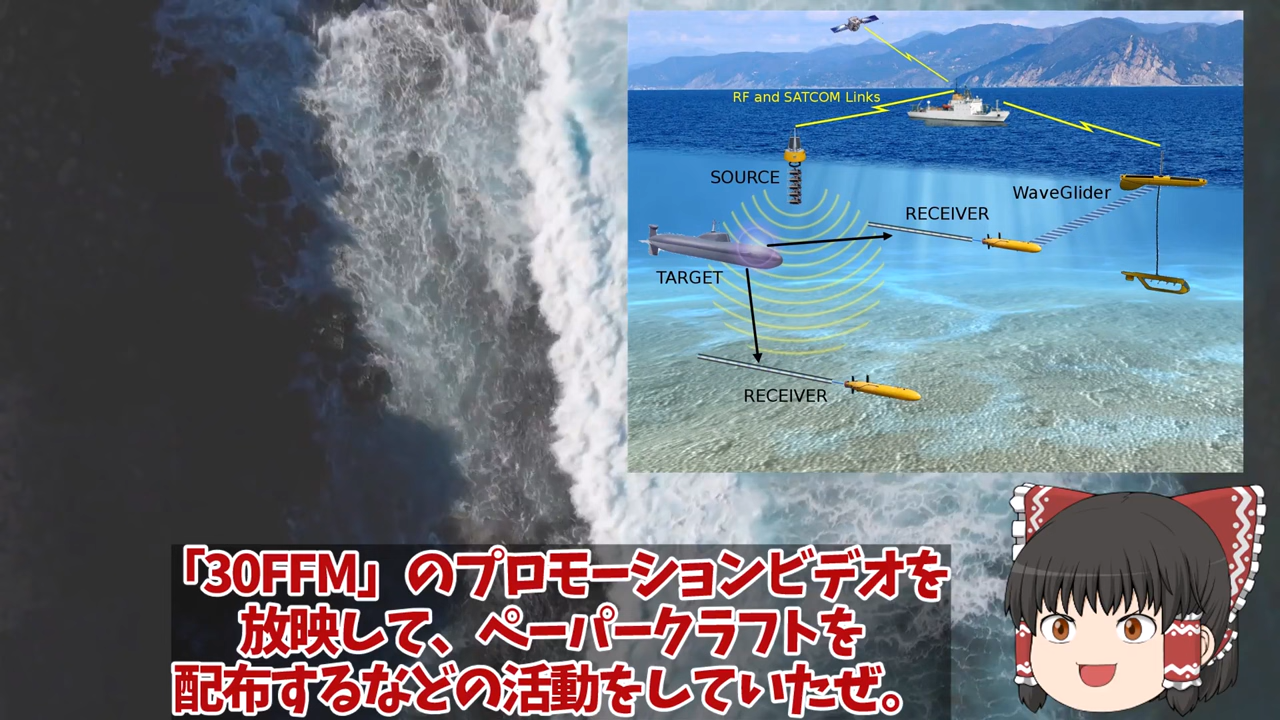 RF and SATCOM Links
SOURCE
WaveGlider
RECEIVER
TARGET
RECEIVER
「30FFM」のプロモーションビデオを
放映して、ペーパークラフトを
配布するなどの活動をしていたぜ。